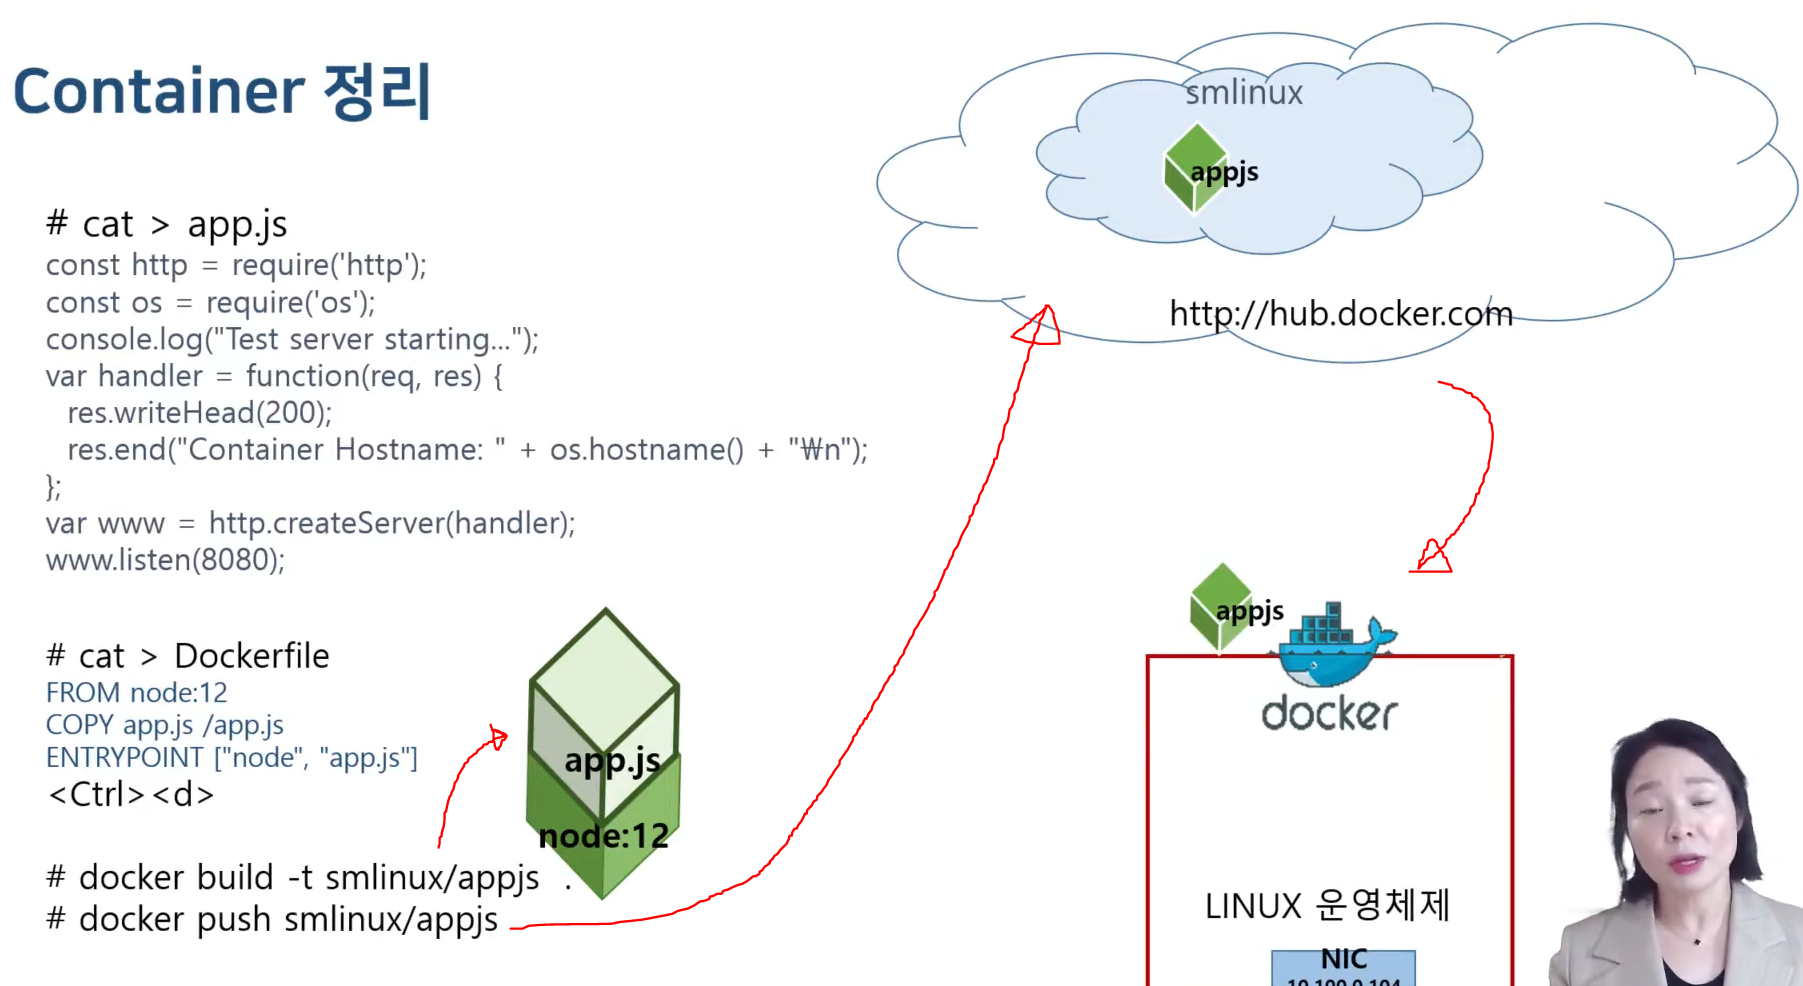 Container 정리
# cat > app.js
const http = require('http');
const os = require('os');
console.log("Test server starting...");
var handler = function(req, res) {
res.writeHead(200);
res.end("Container Hostname: " + os.hostname() + "₩n");
};
var www = http.createServer(handler);
www.listen(8080);
# cat > Dockerfile
FROM node:12
COPY app.js /app.js
ENTRYPOINT ["node", "app.js"]
<Ctrl><d>
# docker build -t smlinux/appjs .
# docker push smlinux/appjs
app.js
node:12
smlinux
appjs
http://hub.docker.com
appjs
docker
LINUX 운영체제
NIC
10.100.0.104